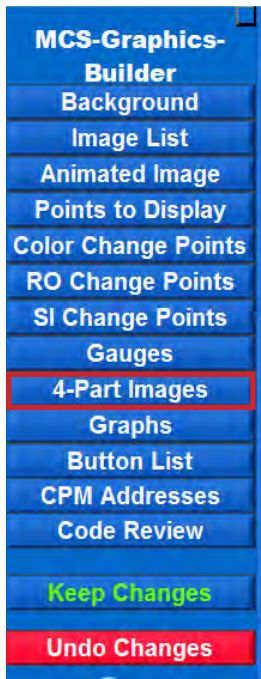 MCS-Graphics-
Builder
Background
Image List
Animated Image
Points to Display
Color Change Points
RO Change Points
SI Change Points
Gauges
4-Part Images
Graphs
Button List
CPM Addresses
Code Review
Keep Changes
Undo Changes